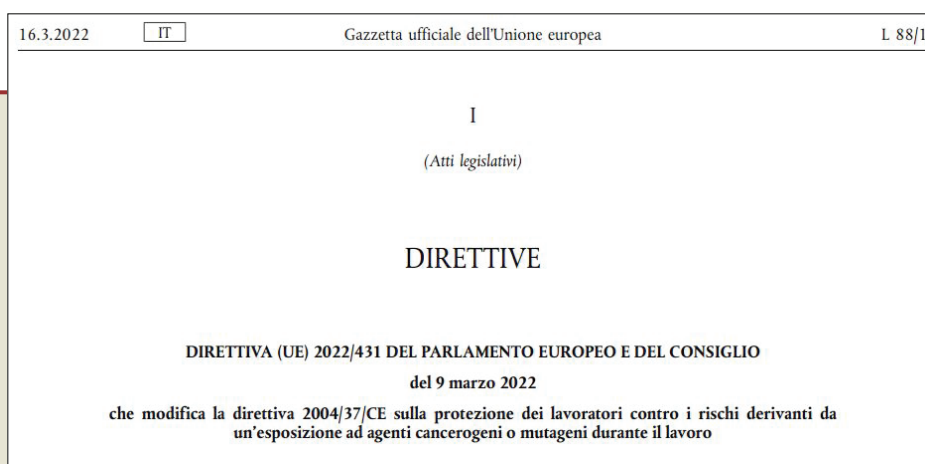 16.3.2022 IT Gazzetta ufficiale dell'Unione europea L 88/1
I
(Atti legislativi)
DIRETTIVE
DIRETTIVA (UE) 2022/431 DEL PARLAMENTO EUROPEO E DEL CONSIGLIO
del 9 marzo 2022
che modifica la direttiva 2004/37/CE sulla protezione dei lavoratori contro i rischi derivanti da
un'esposizione ad agenti cancerogeni o mutageni durante il lavoro